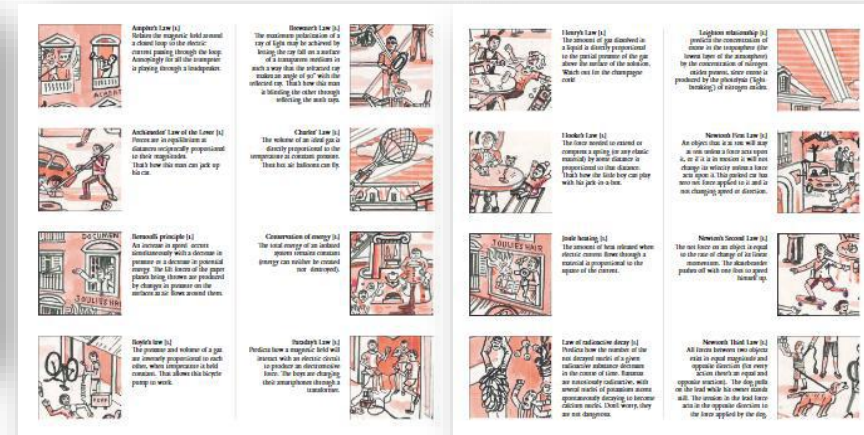 Ampère's Law [1.]
Relates the magnetic field around
a closed loop to the electric
current passing through the loop.
Annoyingly for all the trumpeter
is playing through a loudspeaker.
Archimedes' Law of the Lever [1.]
Forces are in equilibrium at
distances reciprocally proportional
to their magnitudes.
That's how this man can jack up
his car.
Bernoulli principle [1.]
An increase in speed occurs
simultaneously with a decrease in
pressure or a decrease in potential
energy. The lift forces of the paper
planes being thrown are produced
by changes in pressure on the
surfaces as air flows around them.
Boyle's law [1.]
The pressure and volume of a gas
are inversely proportional to each
other, when temperature is held
constant. That allows this bicycle
pump to work.
Brewster's Law [1.]
The maximum polarization of a
ray of light may be achieved by
letting the ray fall on a surface
of a transparent medium in
such a way that the refracted ray
makes an angle of 90° with the
reflected ray. That's how this man
is blinding the other through
reflecting the sun's rays.
Charles' Law [1.]
The volume of an ideal gas is
directly proportional to the
temperature at constant pressure.
Thus hot air balloons can fly.
Conservation of energy [1.]
The total energy of an isolated
system remains constant
(energy can neither be created
nor destroyed).
Faraday's Law [1.]
Predicts how a magnetic field will
interact with an electric circuit
to produce an electromotive
force. The boys are charging
their smartphones through a
transformer.
DOCUMEN
JOULIE'S HAI
Henry's Law [1.]
The amount of gas dissolved in
a liquid is directly proportional
to the partial pressure of the gas
above the surface of the solution.
Watch out for the champagne
cork!
Hooke's Law [1.]
The force needed to extend or
compress a spring (or any elastic
material) by some distance is
proportional to that distance.
That's how the little boy can play
with his jack-in-a-box.
Joule heating [1.]
The amount of heat released when
electric current flows through a
material is proportional to the
square of the current.
Law of radioactive decay [1.]
Predicts how the number of the
not decayed nuclei of a given
radioactive substance decreases
in the course of time. Bananas
are notoriously radioactive, with
several nuclei of potassium atoms
spontaneously decaying to become
calcium nuclei. Don't worry, they
are not dangerous.
JOULIE'S HAIR
Leighton relationship [1.]
predicts the concentration of
ozone in the troposphere (the
lowest layer of the atmosphere)
by the concentration of nitrogen
oxides present, since ozone is
produced by the photolysis ('light-
breaking') of nitrogen oxides.
Newton's First Law [1.]
An object that is at rest will stay
at rest unless a force acts upon
it, or if it is in motion it will not
change its velocity unless a force
acts upon it. This parked car has
zero net force applied to it and is
not changing speed or direction.
Newton's Second Law [1.]
The net force on an object is equal
to the rate of change of its linear
momentum. The skateboarder
pushes off with one foot to speed
himself up.
Newton's Third Law [1.]
All forces between two objects
exist in equal magnitude and
opposite direction (for every
action there's an equal and
opposite reaction). The dog pulls
on the lead while his owner stands
still. The tension in the lead force
acts in the opposite direction to
the force applied by the dog.